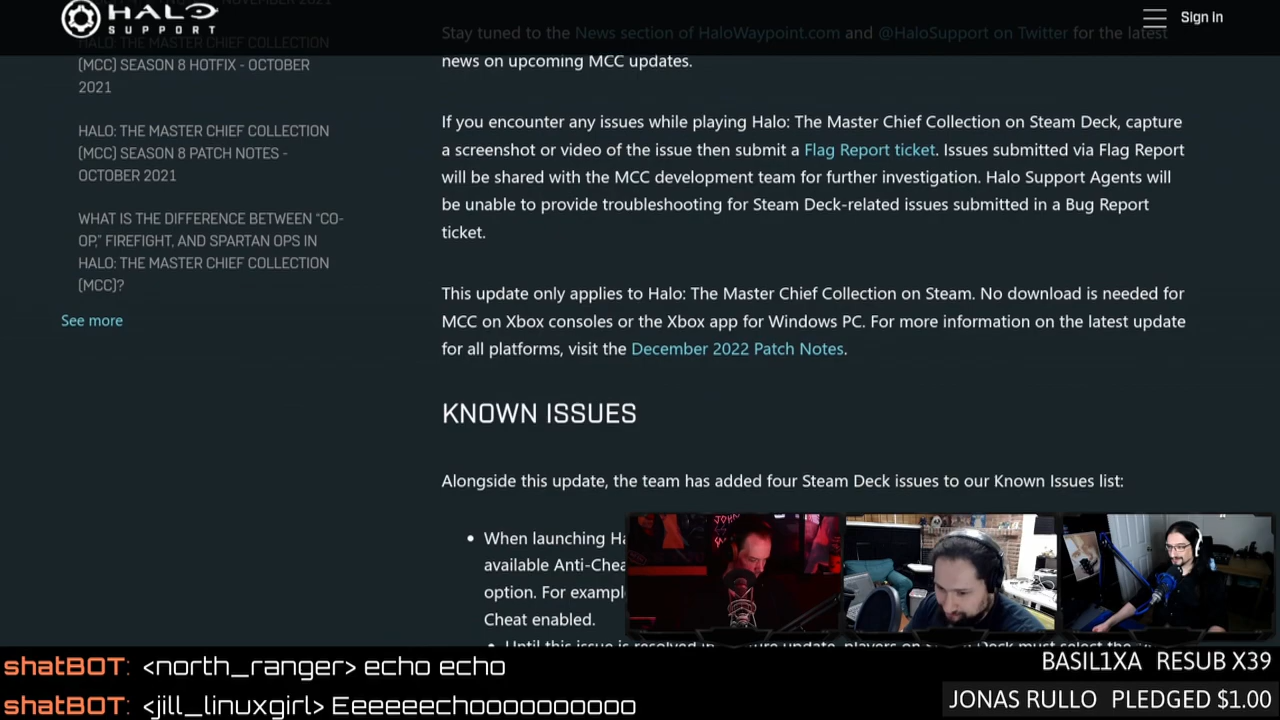 HALO
SUPPORT
Sign In
HALO: THE MASTER CHIEF COLLECTION
(MCC) SEASON 8 HOTFIX - OCTOBER
2021
HALO: THE MASTER CHIEF COLLECTION
(MCC) SEASON 8 PATCH NOTES -
OCTOBER 2021
WHAT IS THE DIFFERENCE BETWEEN “CO-
OP,” FIREFIGHT, AND SPARTAN OPS IN
HALO: THE MASTER CHIEF COLLECTION
(MCC)?
See more
Stay tuned to the News section of HaloWaypoint.com and @HaloSupport on Twitter for the latest
news on upcoming MCC updates.
If you encounter any issues while playing Halo: The Master Chief Collection on Steam Deck, capture
a screenshot or video of the issue then submit a Flag Report ticket. Issues submitted via Flag Report
will be shared with the MCC development team for further investigation. Halo Support Agents will
be unable to provide troubleshooting for Steam Deck-related issues submitted in a Bug Report
ticket.
This update only applies to Halo: The Master Chief Collection on Steam. No download is needed for
MCC on Xbox consoles or the Xbox app for Windows PC. For more information on the latest update
for all platforms, visit the December 2022 Patch Notes.
KNOWN ISSUES
Alongside this update, the team has added four Steam Deck issues to our Known Issues list:
• When launching Ha
available Anti-Chea
option. For exampl
Cheat enabled.
shatBOT: <north_ranger> echo echo
shatBOT: <jill_linuxgirl> Eeeeeechoooooooooo
BASIL1XA RESUB X39
JONAS RULLO PLEDGED $1.00